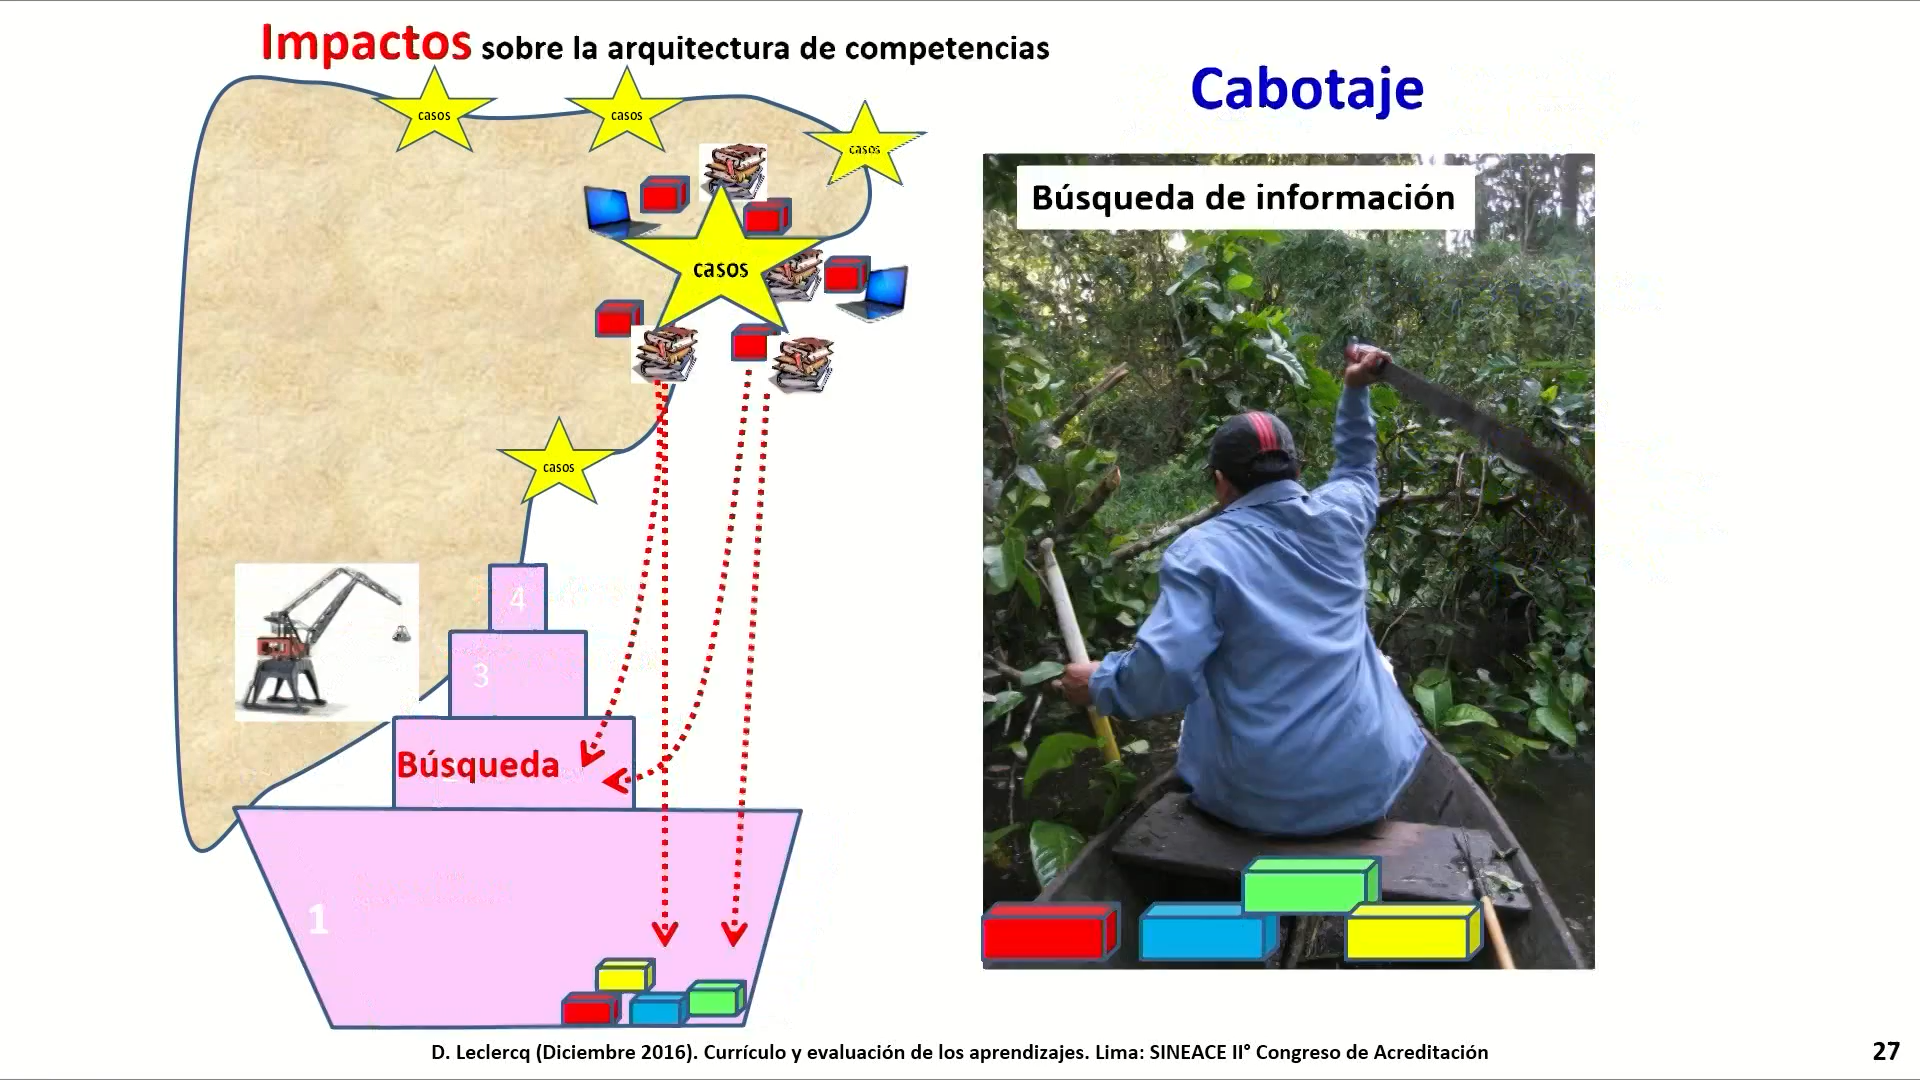 Impactos sobre la arquitectura de competencias
Cabotaje
casos
casos
casos
Búsqueda de información
casos
casos
4
3
Búsqueda
1
D. Leclercq (Diciembre 2016). Currículo y evaluación de los aprendizajes. Lima: SINEACE II° Congreso de Acreditación
27